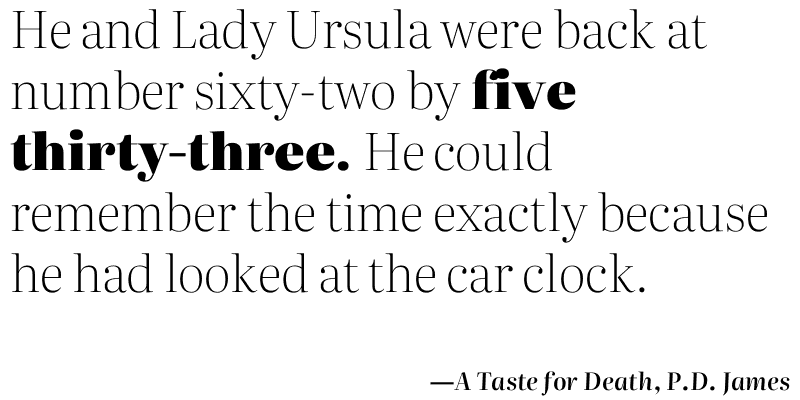 He and Lady Ursula were back at
number sixty-two by five
thirty-three. He could
remember the time exactly because
he had looked at the car clock.
—A Taste for Death, P.D. James